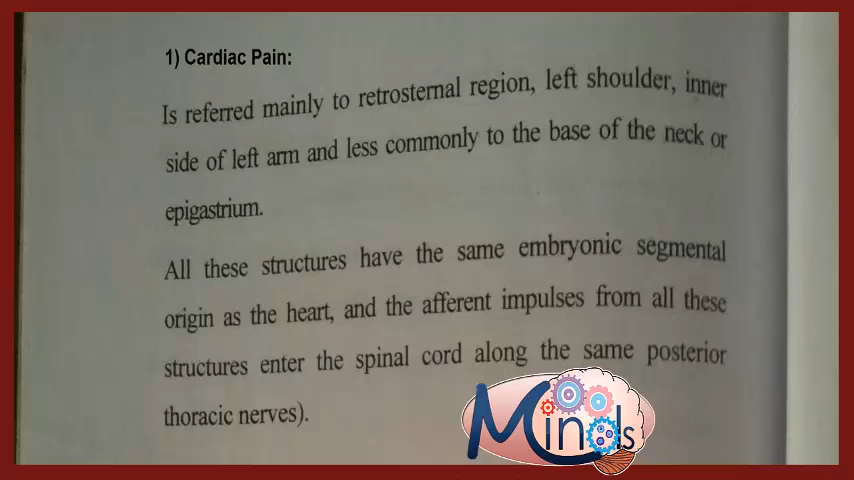 1) Cardiac Pain:
Is referred mainly to retrosternal region, left shoulder, inner
side of left arm and less commonly to the base of the neck or
epigastrium.
All these structures have the same embryonic segmental
origin as the heart, and the afferent impulses from all these
structures enter the spinal cord along the same posterior
thoracic nerves).
Minds